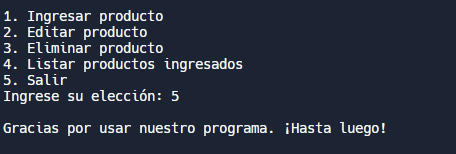 1. Ingresar producto
2. Editar producto
3. Eliminar producto
4. Listar productos ingresados
5. Salir
Ingrese su elección: 5
Gracias por usar nuestro programa. ¡Hasta luego!